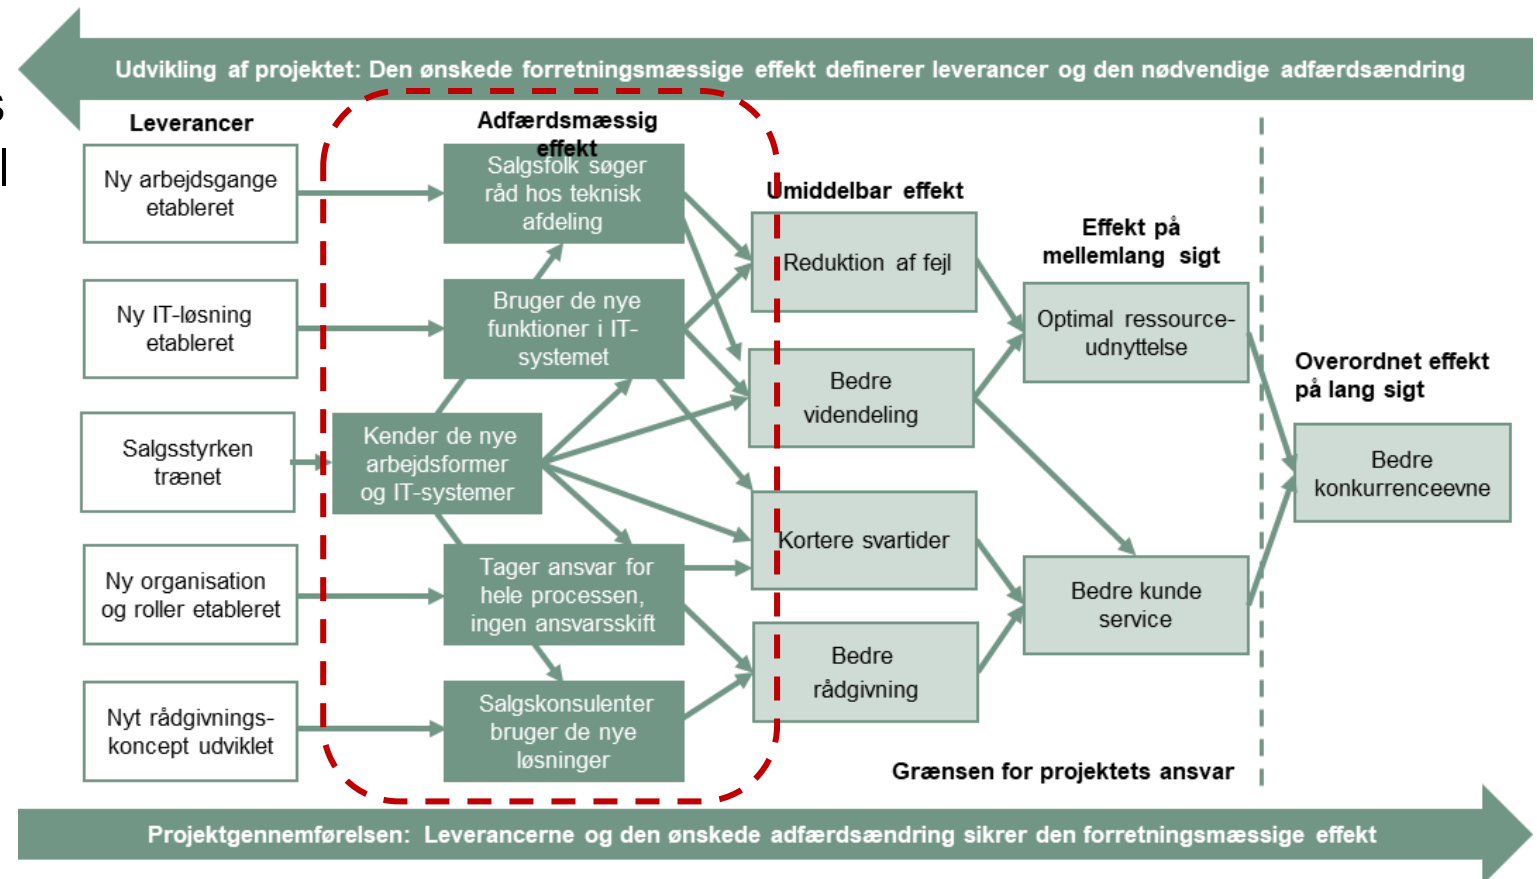 Udvikling af projektet: Den ønskede forretningsmæssige effekt definerer leverancer og den nødvendige adfærdsændring
s
l
Leverancer
Ny arbejdsgange
etableret
Ny IT-løsning
etableret
Salgsstyrken
trænet
Ny organisation
og roller etableret
Nyt rådgivnings-
koncept udviklet
Adfærdsmæssig
effekt
Salgsfolk søger
råd hos teknisk
afdeling
Bruger de nye
funktioner i IT-
systemet
Kender de nye
arbejdsformer
og IT-systemer
Tager ansvar for
hele processen,
ingen ansvarsskift
Salgskonsulenter
bruger de nye
løsninger
Umiddelbar effekt
Reduktion af fejl
Bedre
videndeling
Kortere svartider
Bedre
rådgivning
Effekt på
mellemlang sigt
Optimal ressource-
udnyttelse
Bedre kunde
service
Overordnet effekt
på lang sigt
Bedre
konkurrenceevne
Grænsen for projektets ansvar
Projektgennemførelsen: Leverancerne og den ønskede adfærdsændring sikrer den forretningsmæssige effekt